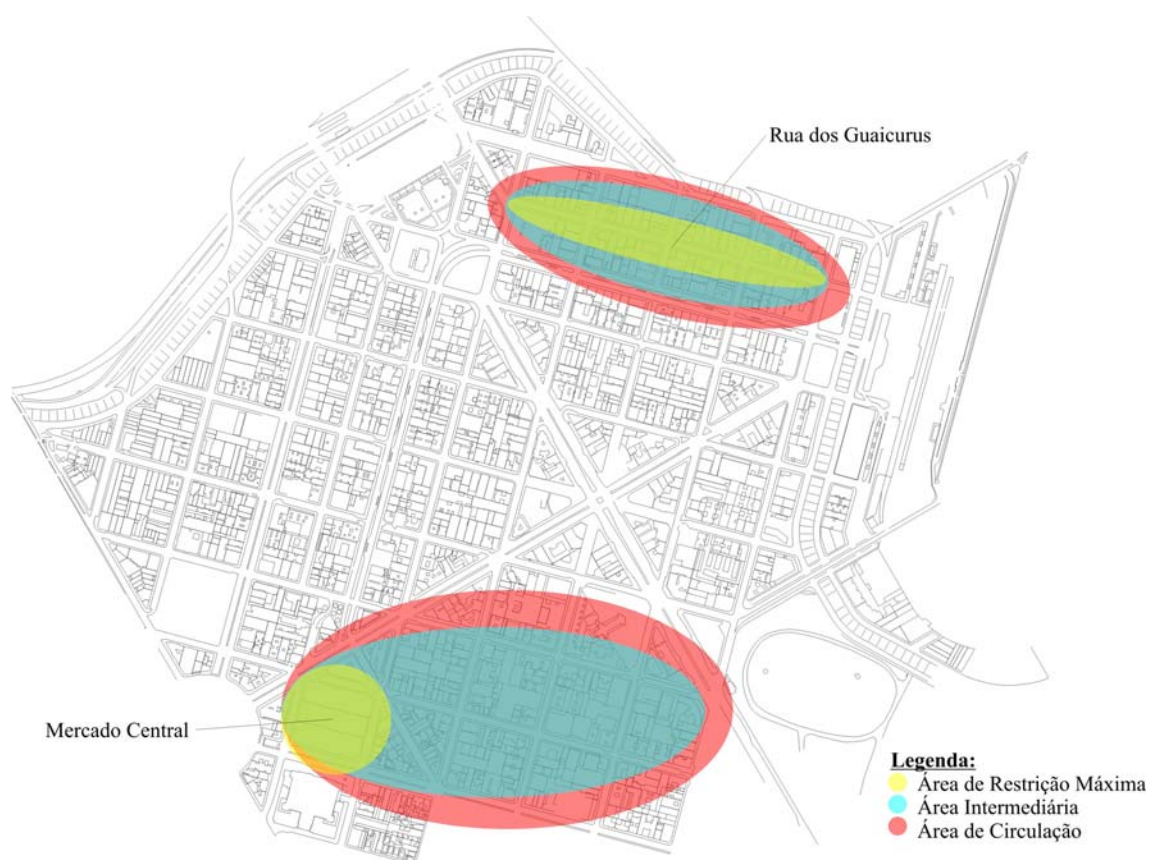 Rua dos Guaicurus
Mercado Central
Legenda:
Área de Restrição Máxima
Área Intermediária
Área de Circulação